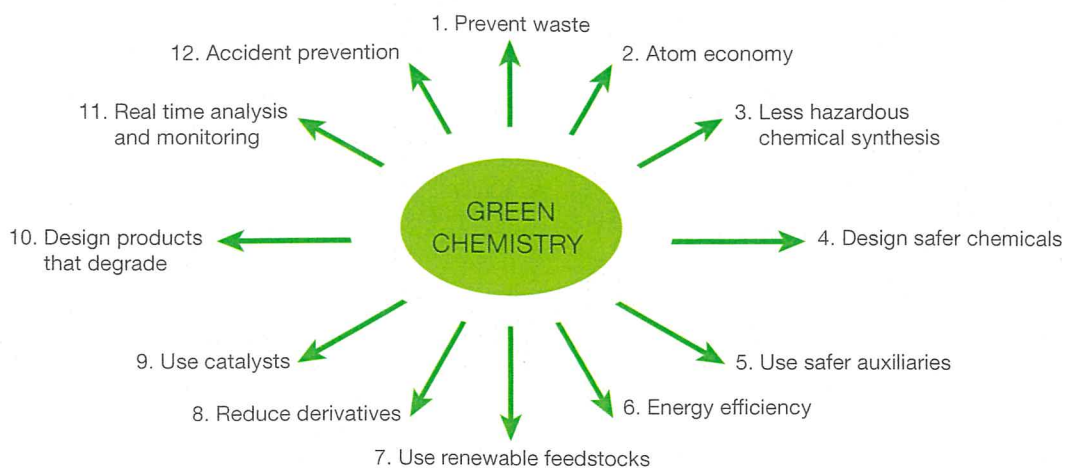 1. Prevent waste
2. Atom economy
3. Less hazardous
chemical synthesis
4. Design safer chemicals
5. Use safer auxiliaries
6. Energy efficiency
7. Use renewable feedstocks
8. Reduce derivatives
9. Use catalysts
10. Design products
that degrade
11. Real time analysis
and monitoring
12. Accident prevention
GREEN
CHEMISTRY